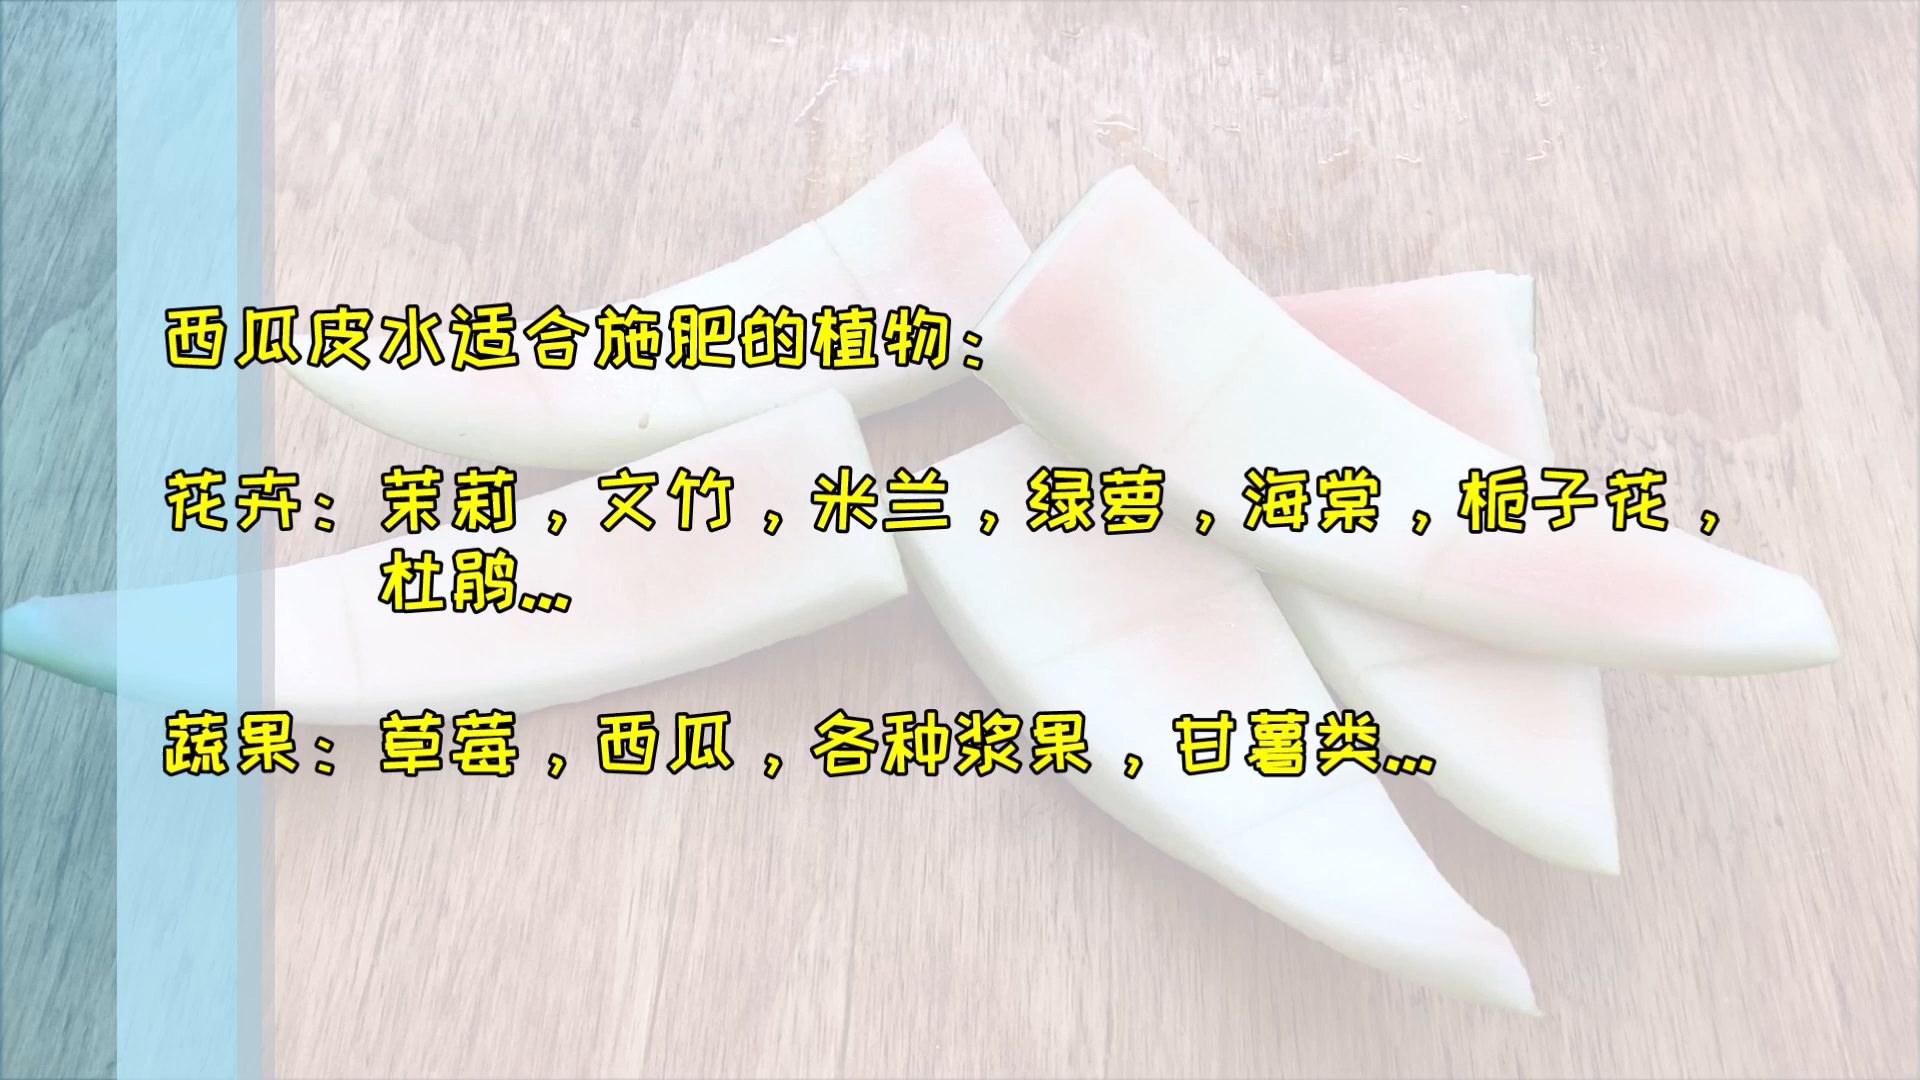 西瓜皮水适合施肥的植物：
花卉：茉莉，文竹，米兰，绿萝，海棠，栀子花，
杜鹃...
蔬果：草莓，西瓜，各种浆果，甘薯类...